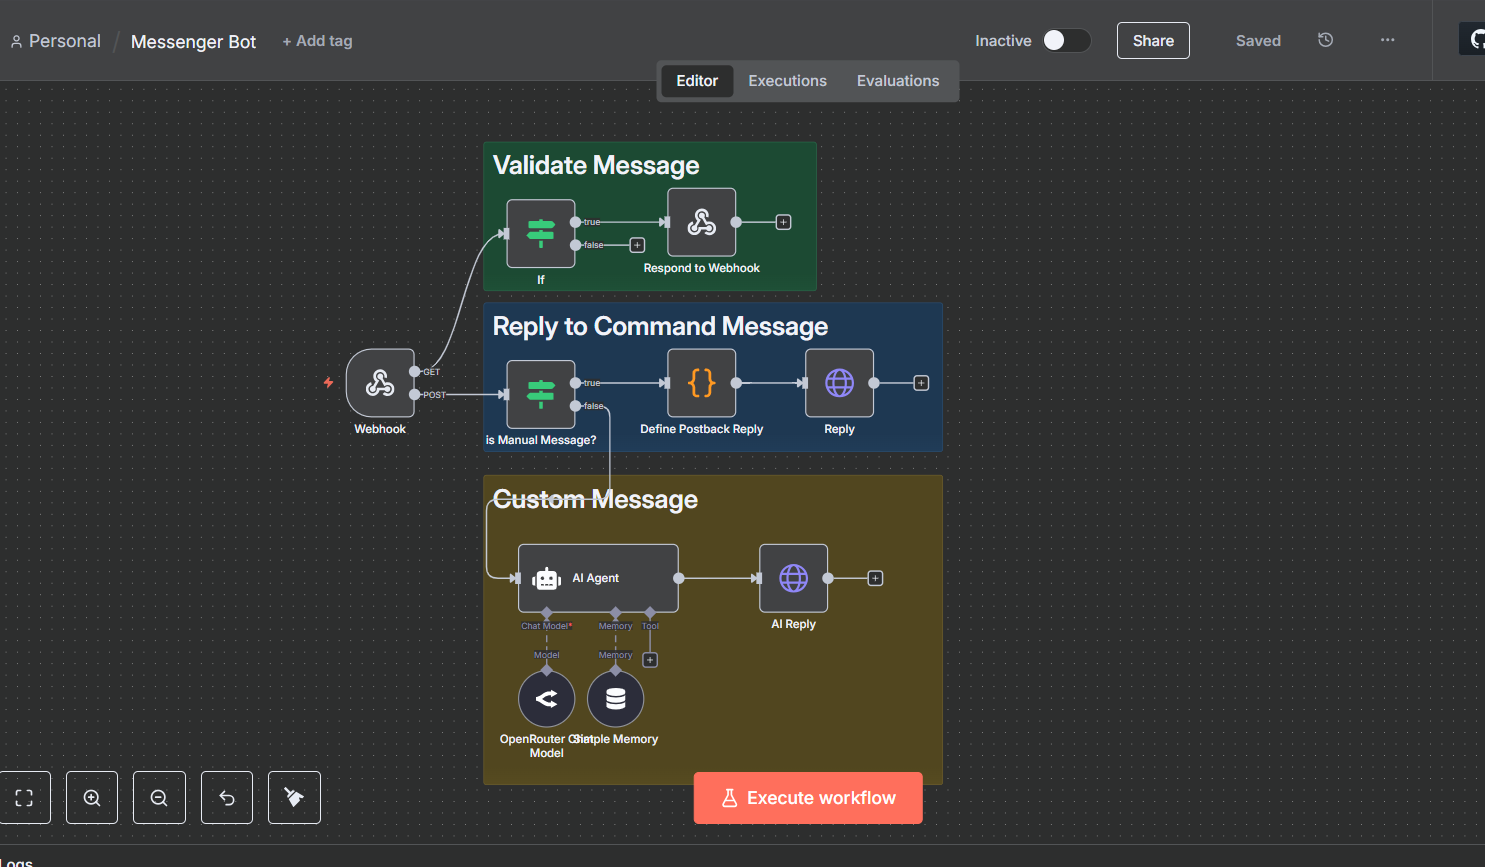 Personal / Messenger Bot + Add tag
Inactive Share Saved
Editor Executions Evaluations
Validate Message
true
false
If
Respond to Webhook
Reply to Command Message
GET
POST
Webhook
true
false
is Manual Message?
Define Postback Reply
Reply
Custom Message
AI Agent
Chat Model*
Memory
Tool
Model
Memory
AI Reply
OpenRouter Chat
Model
Simple Memory
Execute workflow
Logs